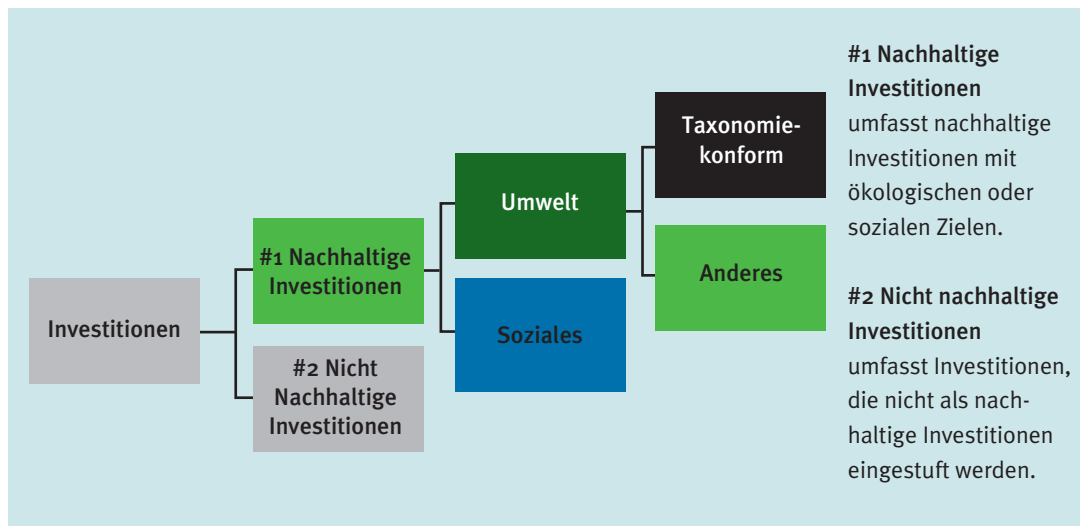 Investitionen
#1 Nachhaltige
Investitionen
#2 Nicht
Nachhaltige
Investitionen
Umwelt
Soziales
Taxonomie-
konform
Anderes
#1 Nachhaltige
Investitionen
umfasst nachhaltige
Investitionen mit
ökologischen oder
sozialen Zielen.
#2 Nicht nachhaltige
Investitionen
umfasst Investitionen,
die nicht als nach-
haltige Investitionen
eingestuft werden.